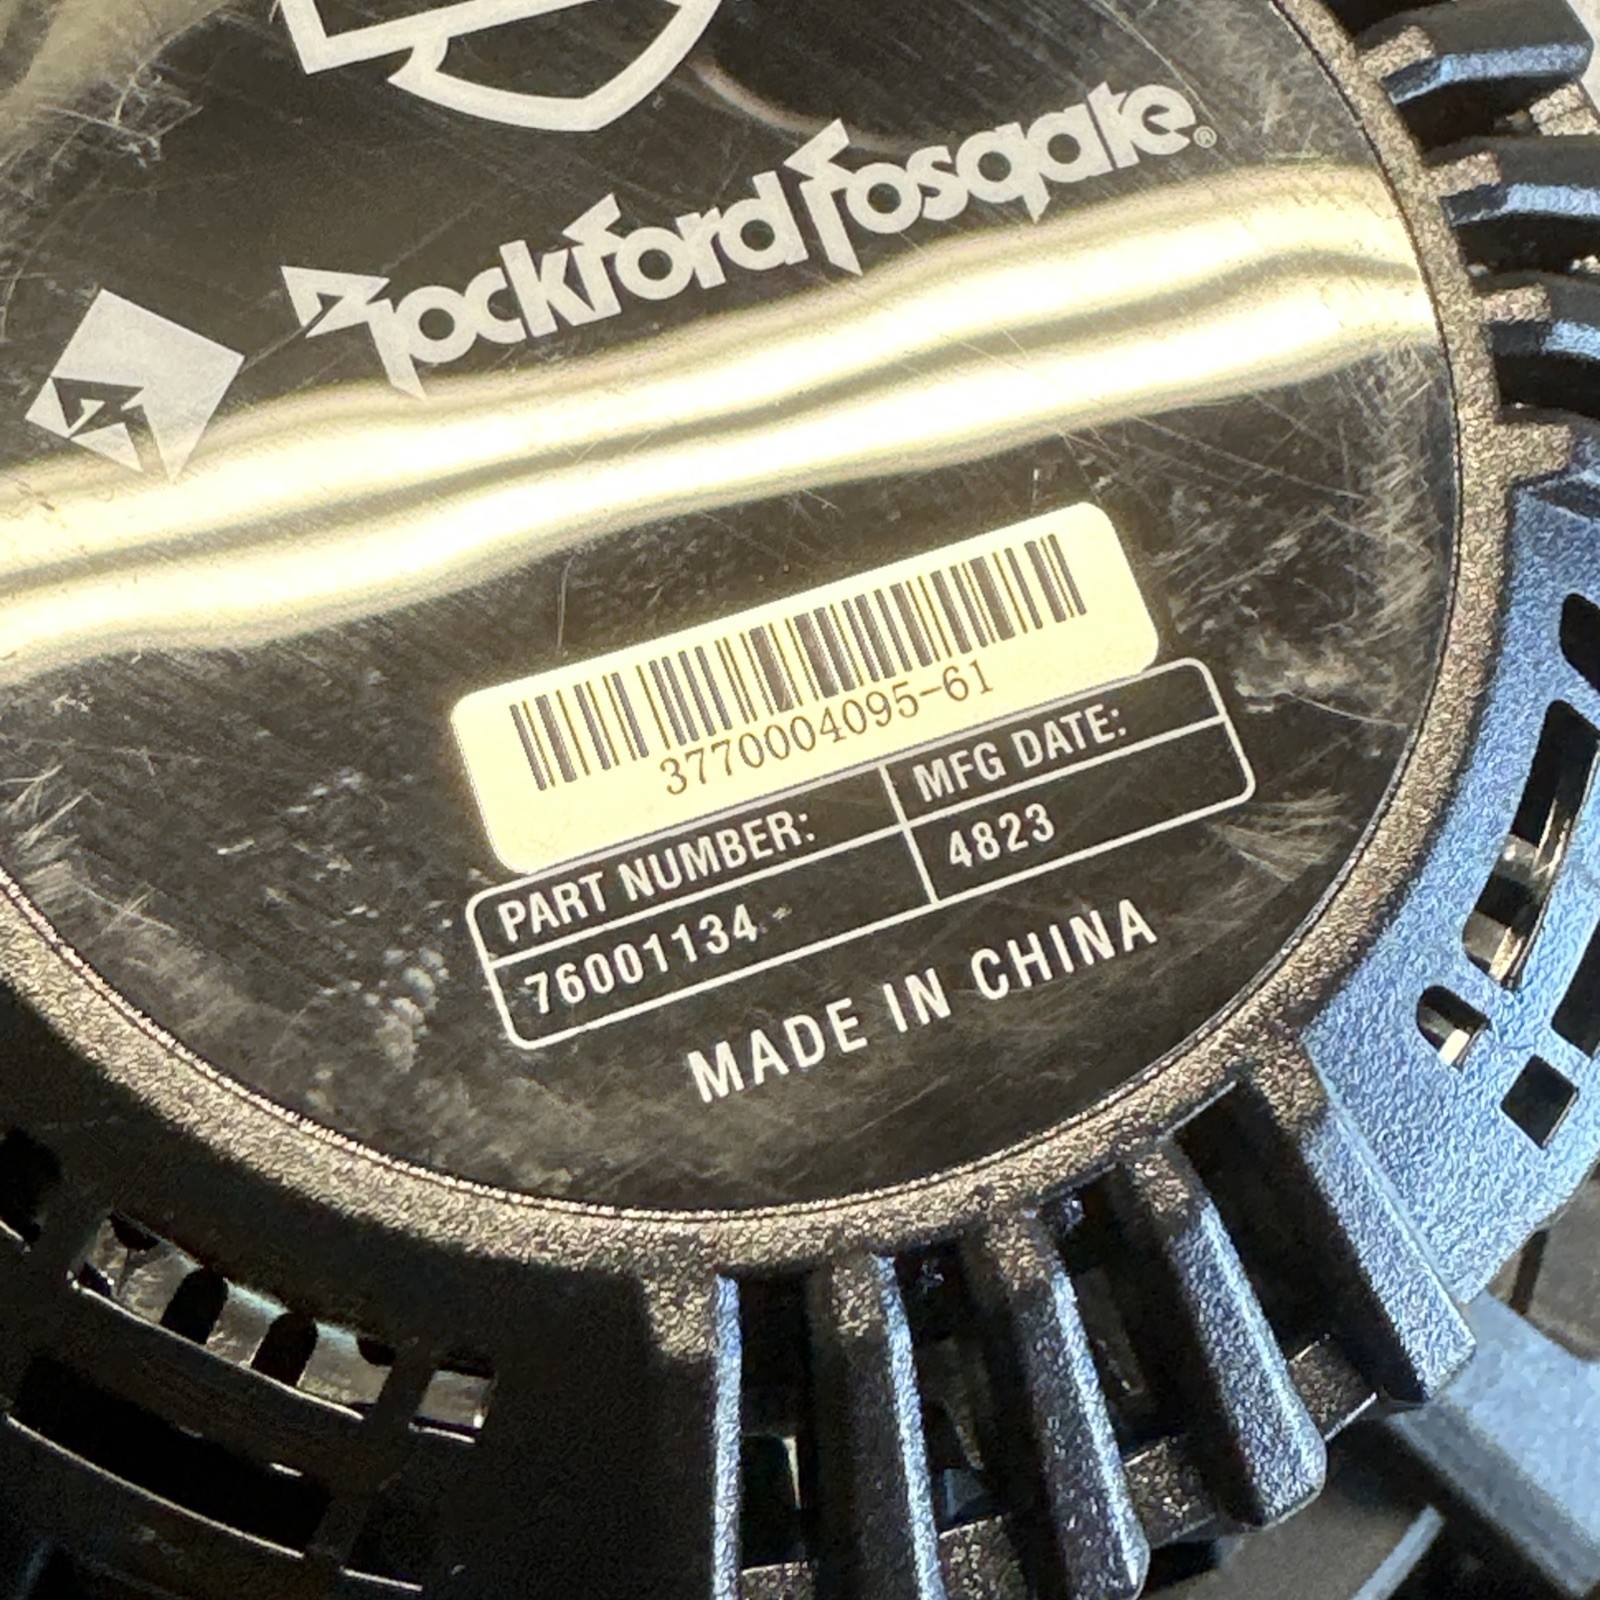 Rockford Fosgate®
3770004095-61
PART NUMBER: MFG DATE:
76001134 4823
MADE IN CHINA